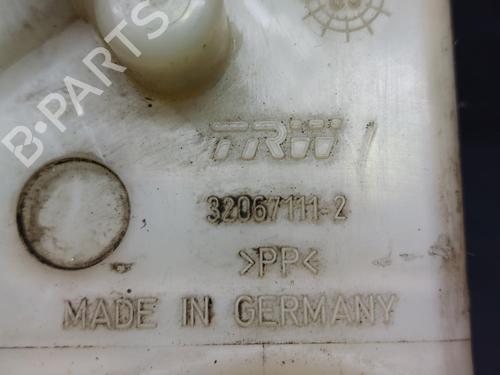 B-PARTS
TRW
32067111-2
>PP<
MADE IN GERMANY